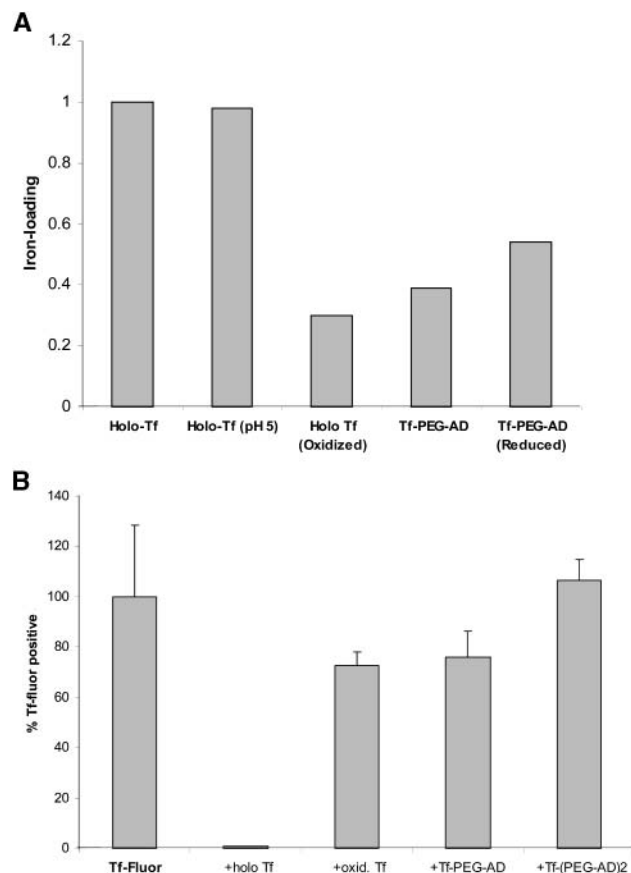 A
1.2
1
0.8
0.6
0.4
0.2
0
Iron-loading
Holo-Tf Holo-Tf (pH 5) Holo Tf Tf-PEG-AD Tf-PEG-AD
(Oxidized) (Reduced)
B
140
120
100
80
60
40
20
0
% Tf-fluor positive
Tf-Fluor +holo Tf +oxid. Tf +Tf-PEG-AD +Tf-(PEG-AD)2